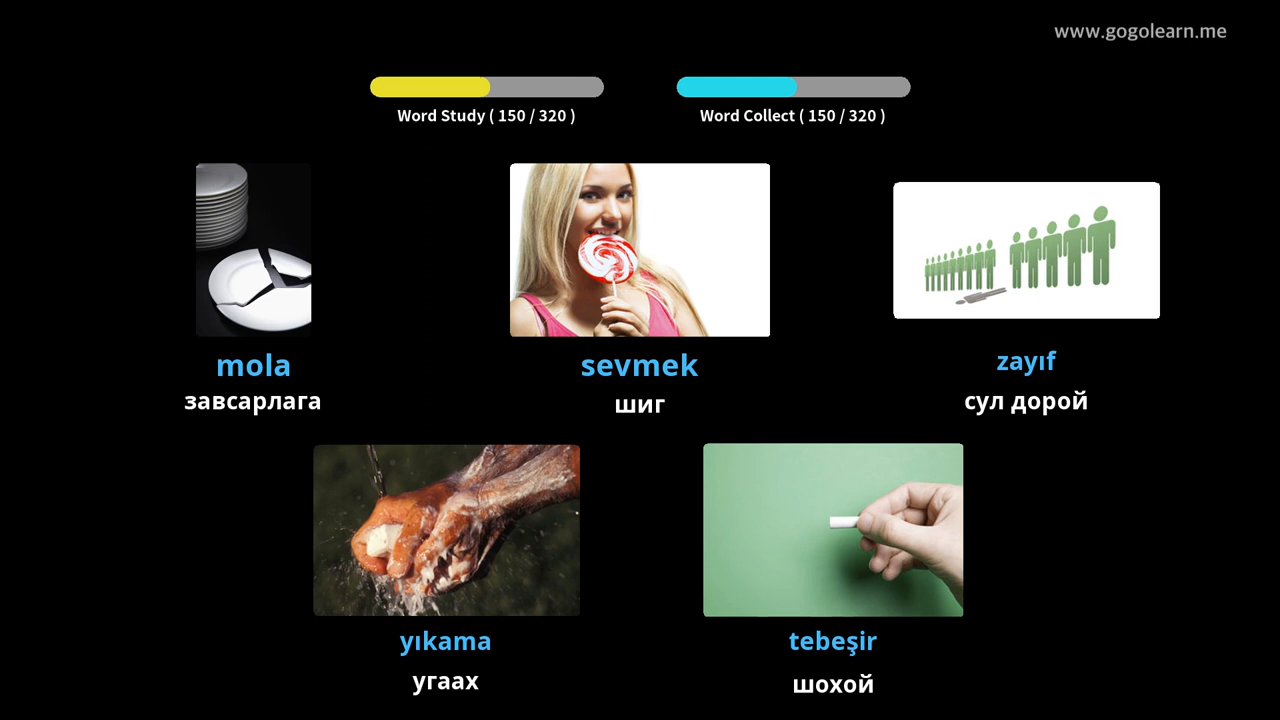 www.gogolearn.me
Word Study ( 150 / 320 )
Word Collect ( 150 / 320 )
mola
завсарлага
sevmek
шиг
zayıf
сул дорой
yıkama
угаах
tebeşir
шохой